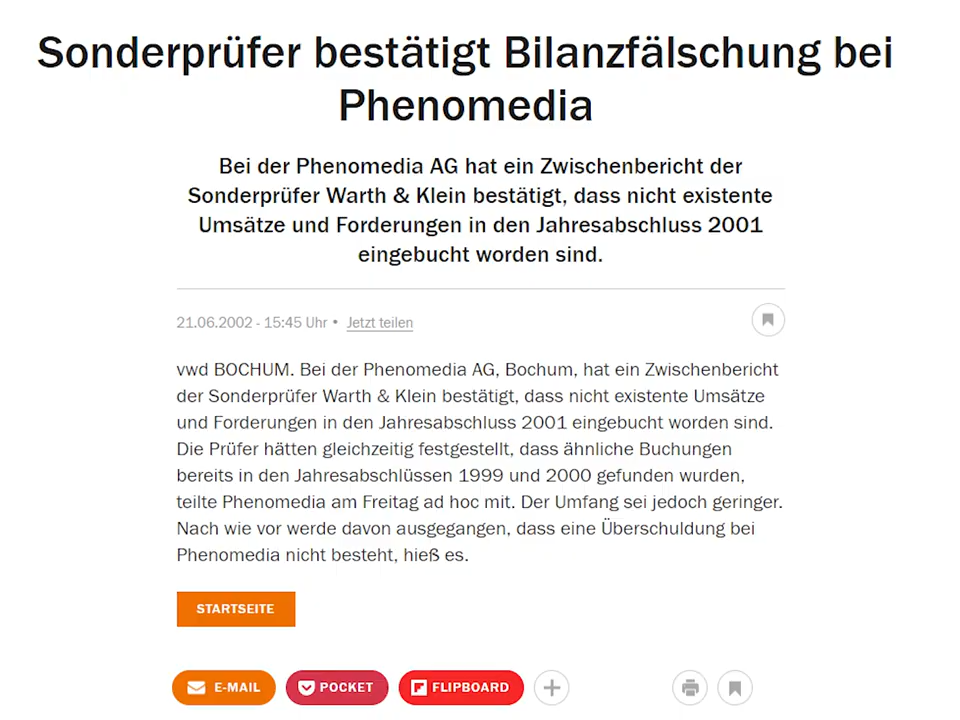 Sonderprüfer bestätigt Bilanzfälschung bei
Phenomedia
Bei der Phenomedia AG hat ein Zwischenbericht der
Sonderprüfer Warth & Klein bestätigt, dass nicht existente
Umsätze und Forderungen in den Jahresabschluss 2001
eingebucht worden sind.
21.06.2002 - 15:45 Uhr • Jetzt teilen
vwd BOCHUM. Bei der Phenomedia AG, Bochum, hat ein Zwischenbericht
der Sonderprüfer Warth & Klein bestätigt, dass nicht existente Umsätze
und Forderungen in den Jahresabschluss 2001 eingebucht worden sind.
Die Prüfer hätten gleichzeitig festgestellt, dass ähnliche Buchungen
bereits in den Jahresabschlüssen 1999 und 2000 gefunden wurden,
teilte Phenomedia am Freitag ad hoc mit. Der Umfang sei jedoch geringer.
Nach wie vor werde davon ausgegangen, dass eine Überschuldung bei
Phenomedia nicht besteht, hieß es.
STARTSEITE
E-MAIL POCKET FLIPBOARD